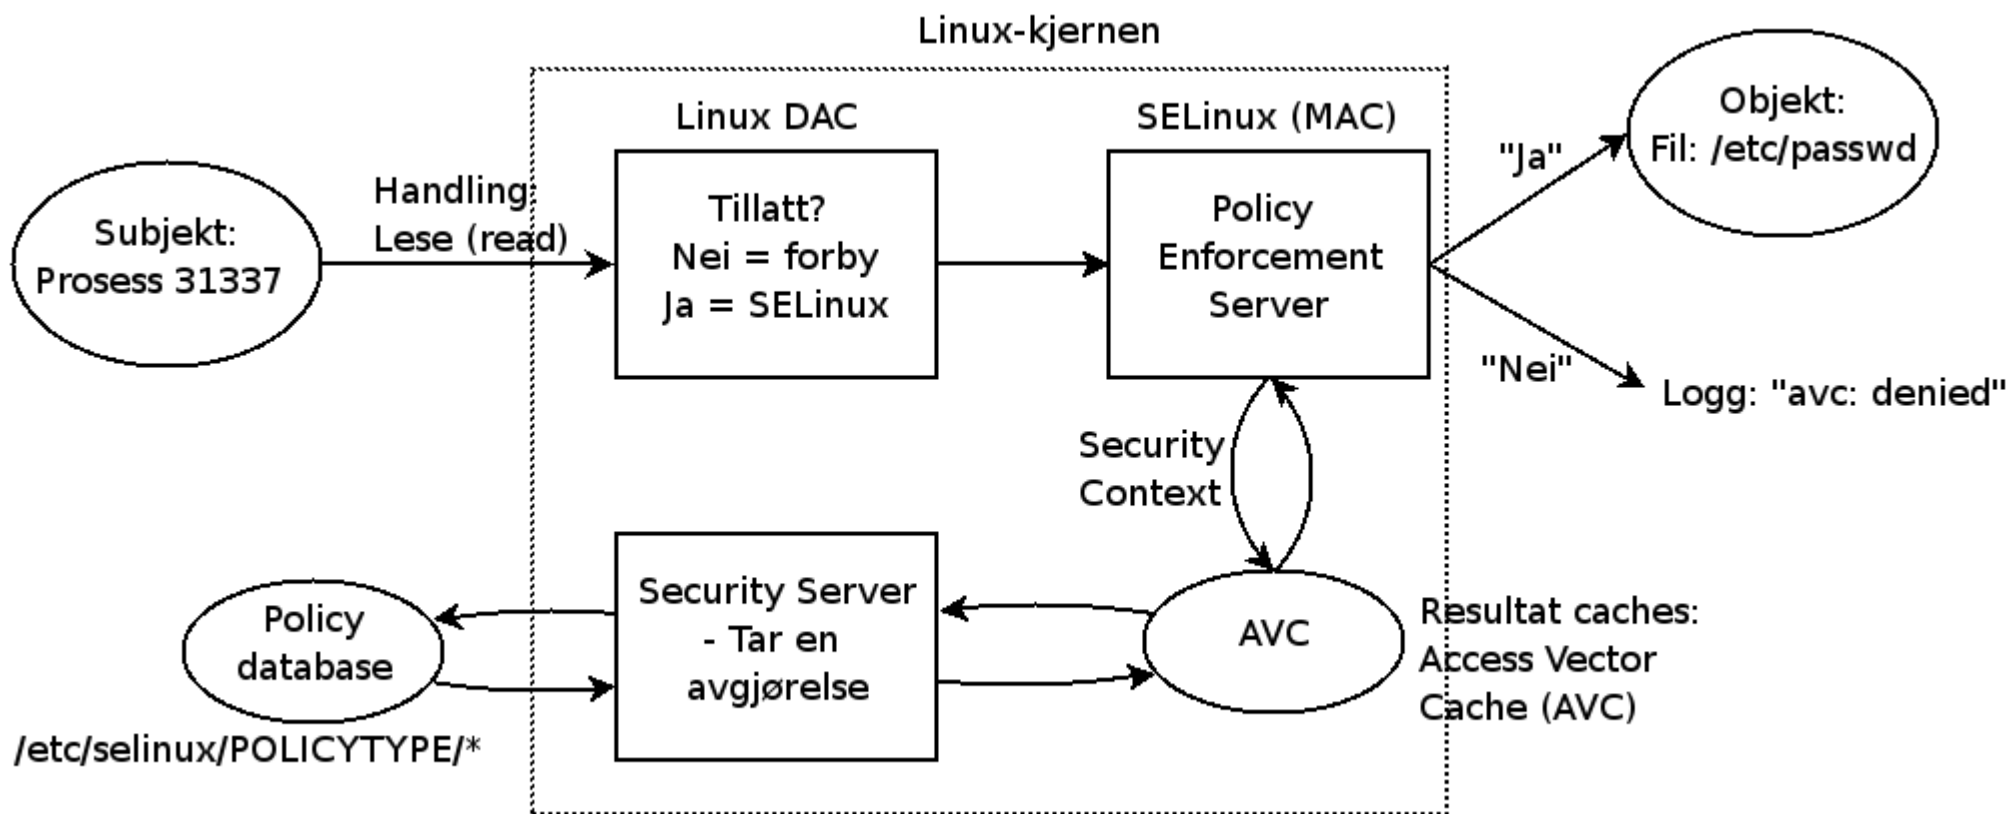 Linux-kjernen
Linux DAC
SELinux (MAC)
Subjekt:
Prosess 31337
Handling:
Lese (read)
Tillatt?
Nei = forby
Ja = SELinux
Policy
Enforcement
Server
"Ja"
Objekt:
Fil: /etc/passwd
"Nei"
Logg: "avc: denied"
Security
Context
Policy
database
/etc/selinux/POLICYTYPE/*
Security Server
- Tar en
avgjørelse
AVC
Resultat caches:
Access Vector
Cache (AVC)